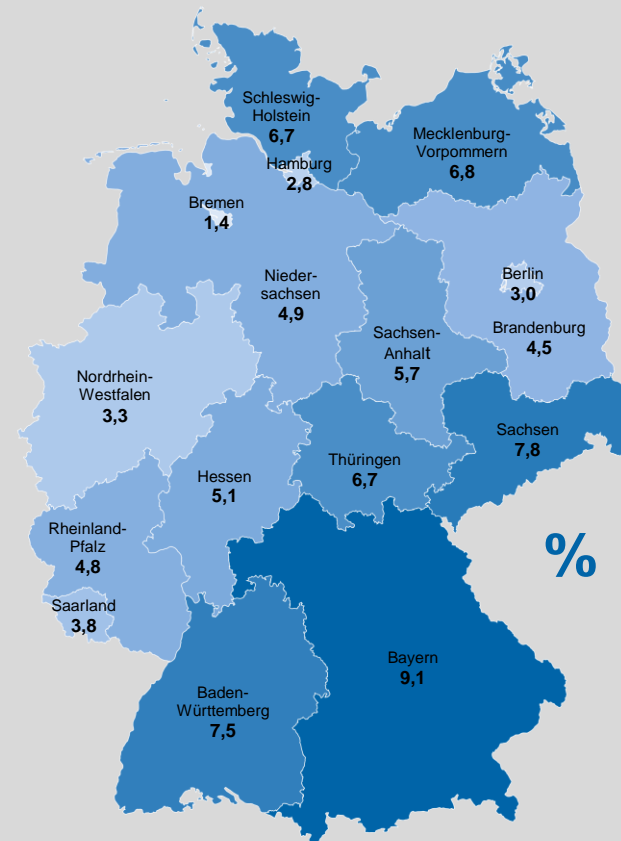 Schleswig-
Holstein
6,7
Mecklenburg-
Vorpommern
6,8
Hamburg
2,8
Bremen
1,4
Nieder-
sachsen
4,9
Berlin
3,0
Brandenburg
4,5
Sachsen-
Anhalt
5,7
Nordrhein-
Westfalen
3,3
Sachsen
7,8
Thüringen
6,7
Hessen
5,1
Rheinland-
Pfalz
4,8
%
Saarland
3,8
Bayern
9,1
Baden-
Württemberg
7,5